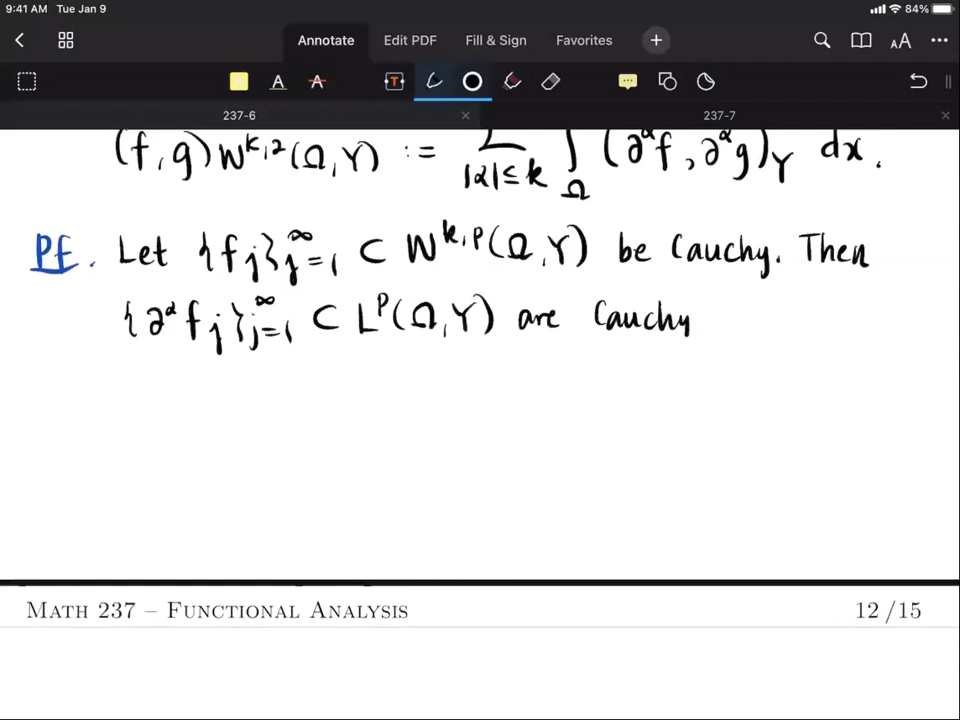 9:41 AM Tue Jan 9 84%
Annotate Edit PDF Fill & Sign Favorites
237-6 237-7
(f,g)W^{k,2}(Ω,Y) := ∑_{|α|≤k} ∫_Ω (∂^αf,∂^αg)_Y dx.
Pf. Let {f_j}_{j=1}^∞ ⊂ W^{k,p}(Ω,Y) be Cauchy. Then
{∂^α f_j}_{j=1}^∞ ⊂ L^p(Ω,Y) are Cauchy
MATH 237 – FUNCTIONAL ANALYSIS 12/15